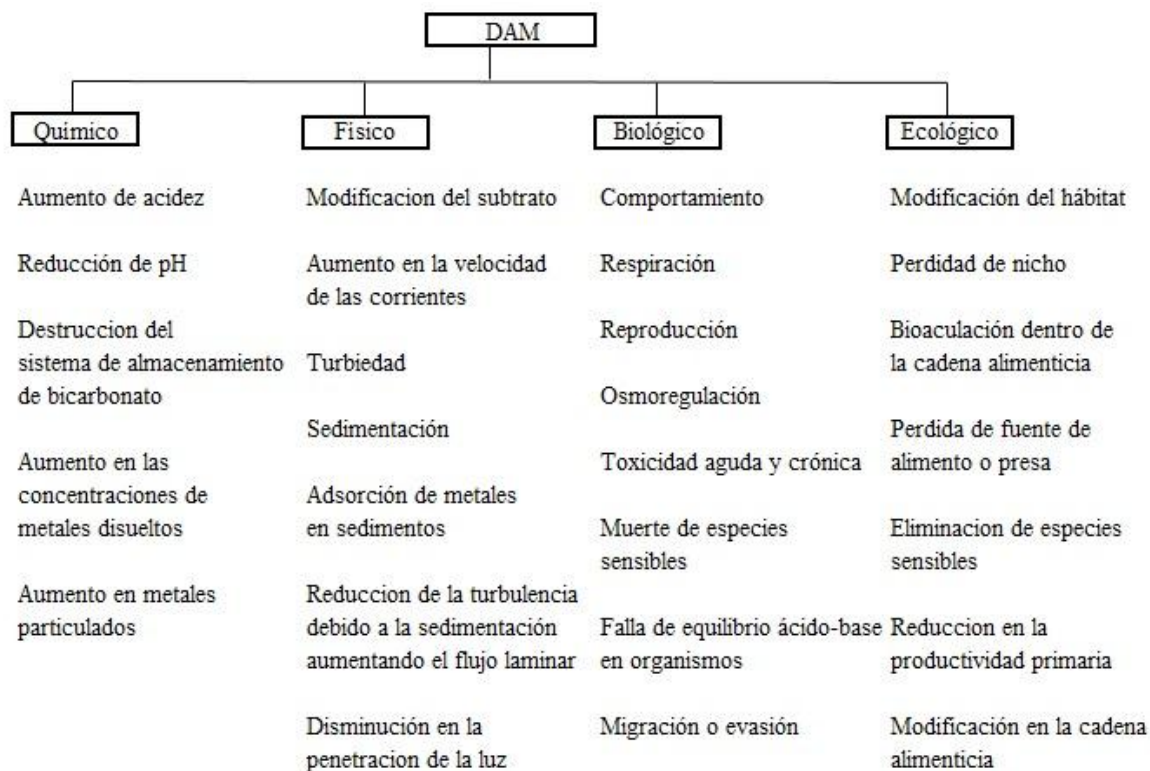 DAM
Químico
Aumento de acidez
Reducción de pH
Destruccion del
sistema de almacenamiento
de bicarbonato
Aumento en las
concentraciones de
metales disueltos
Aumento en metales
particulados
Físico
Modificacion del subtrato
Aumento en la velocidad
de las corrientes
Turbiedad
Sedimentación
Adsorción de metales
en sedimentos
Reduccion de la turbulencia
debido a la sedimentación
aumentando el flujo laminar
Disminución en la
penetracion de la luz
Biológico
Comportamiento
Respiración
Reproducción
Osmoregulación
Toxicidad aguda y crónica
Muerte de especies
sensibles
Falla de equilibrio ácido-base
en organismos
Migración o evasión
Ecológico
Modificación del hábitat
Perdidad de nicho
Bioaculación dentro de
la cadena alimenticia
Perdida de fuente de
alimento o presa
Eliminacion de especies
sensibles
Reduccion en la
productividad primaria
Modificación en la cadena
alimenticia